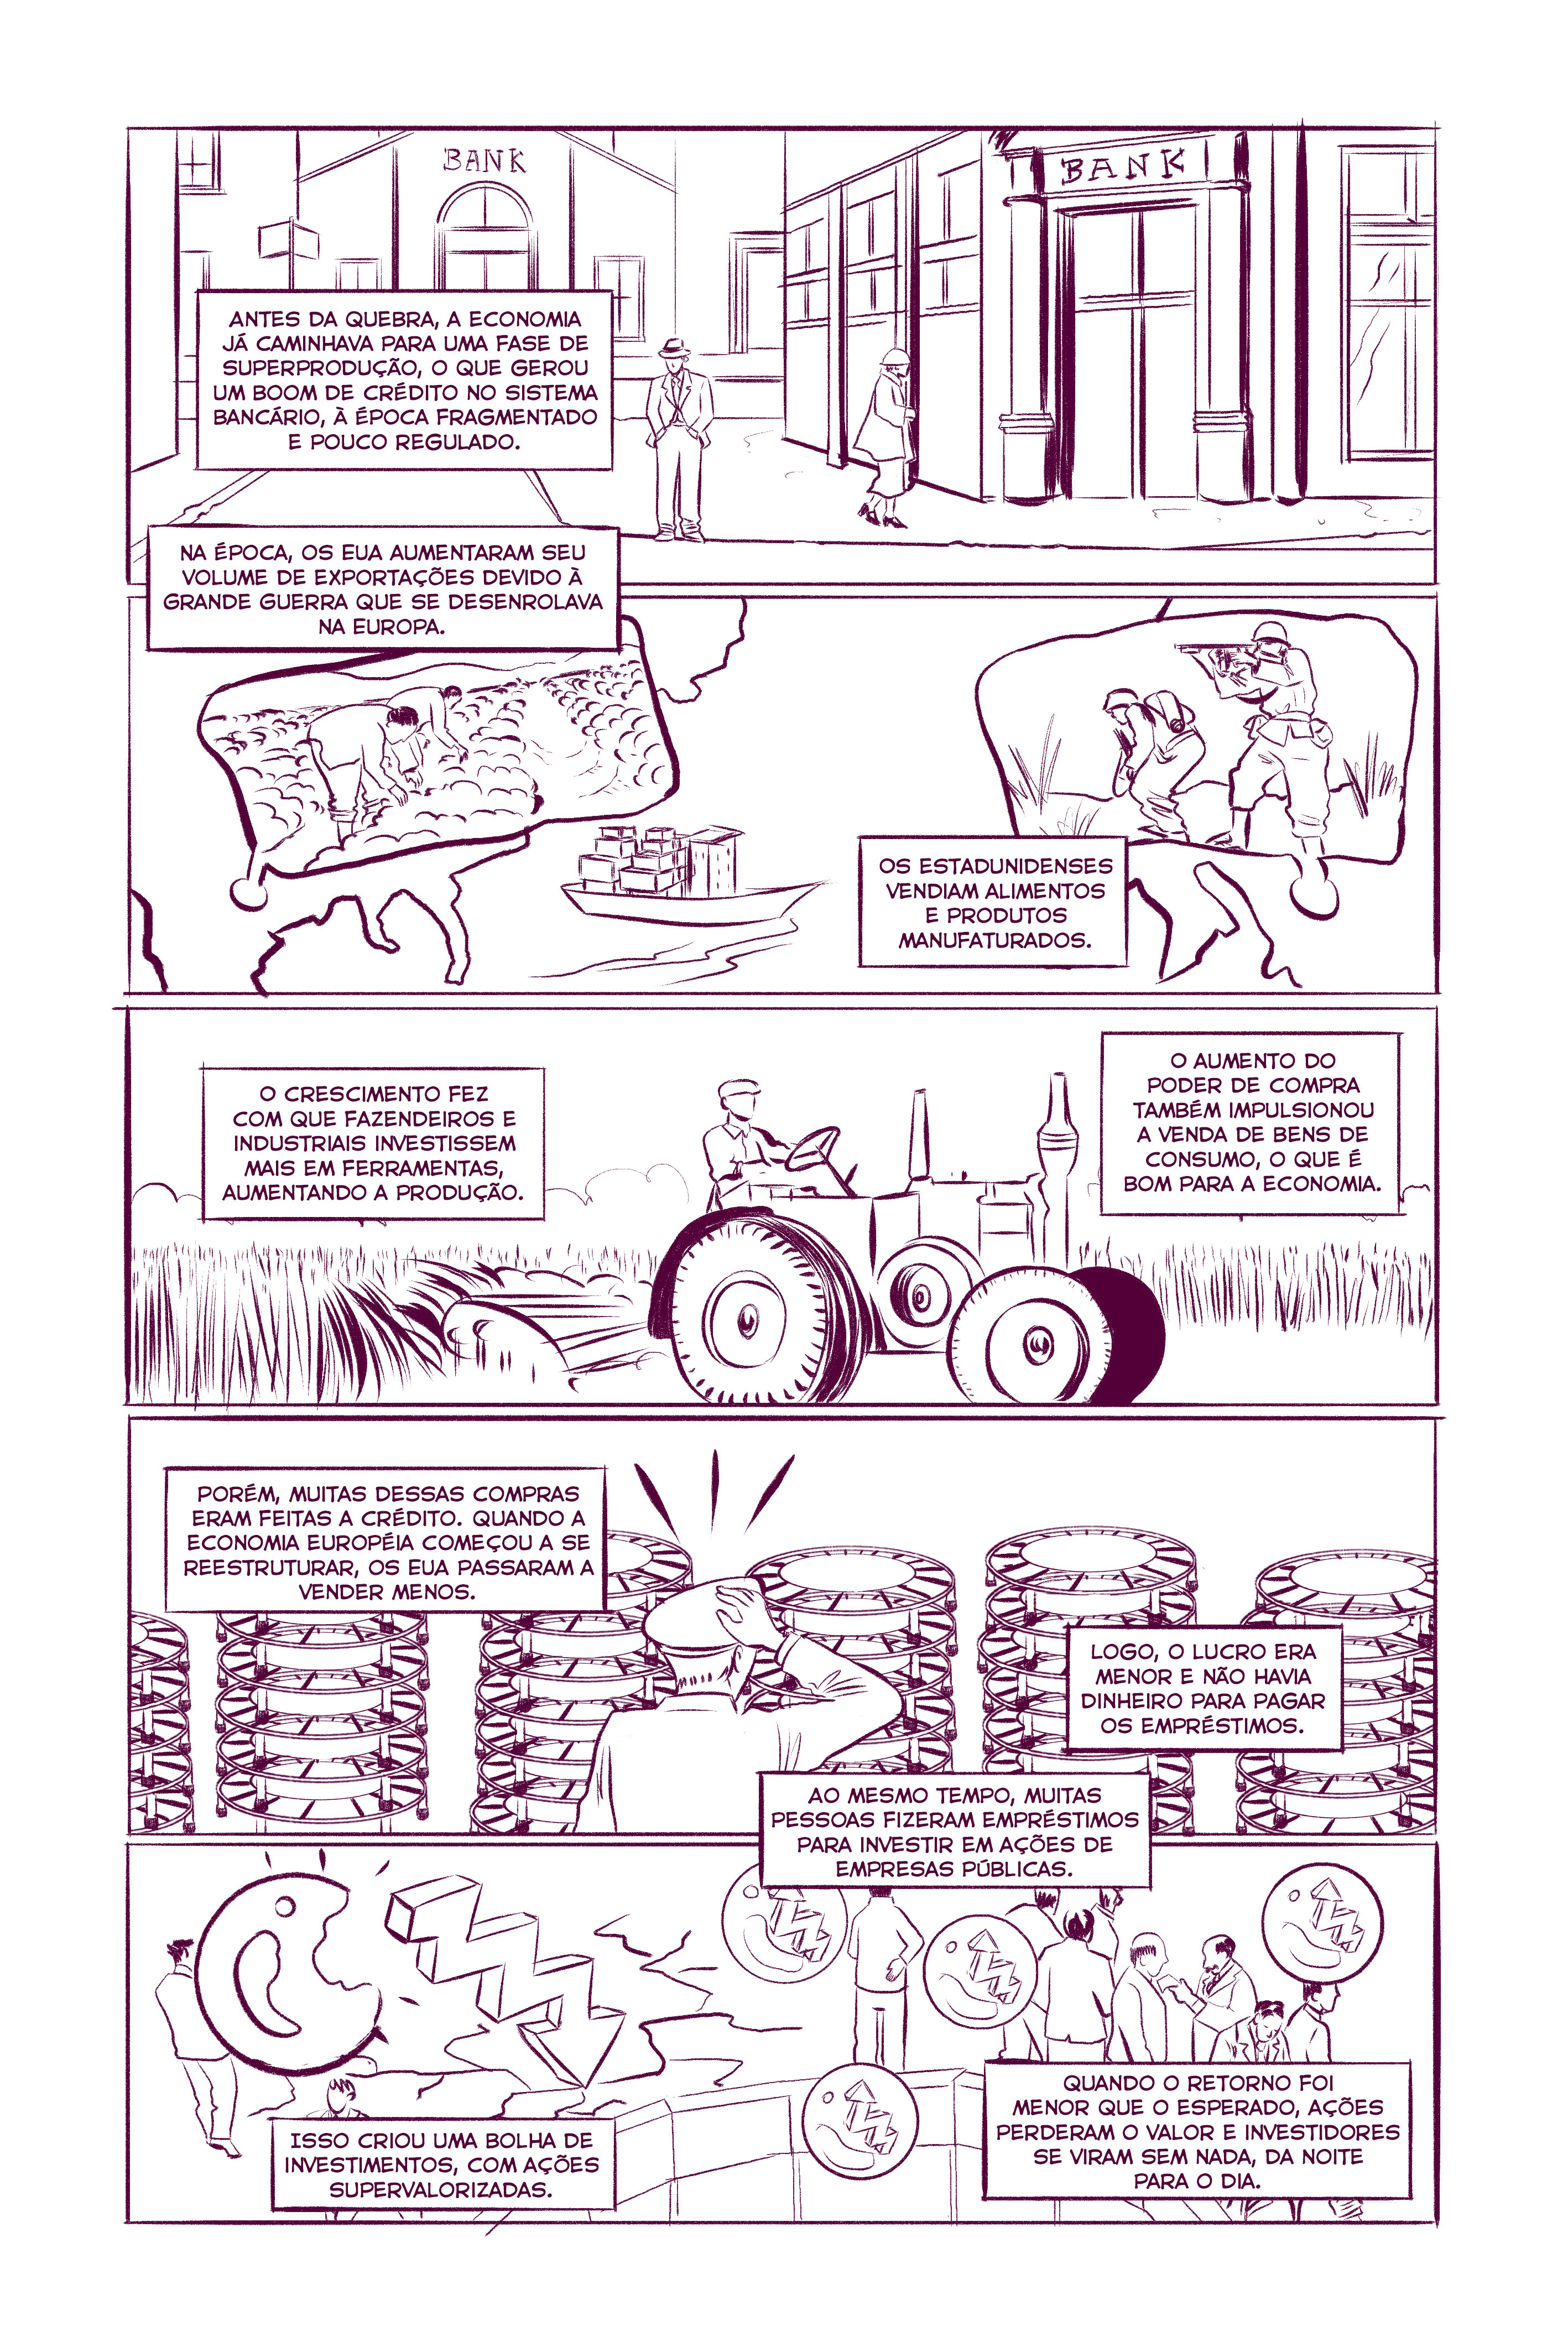 BANK
BANK
ANTES DA QUEBRA, A ECONOMIA
JÁ CAMINHAVA PARA UMA FASE DE
SUPERPRODUÇÃO, O QUE GEROU
UM BOOM DE CRÉDITO NO SISTEMA
BANCÁRIO, À ÉPOCA FRAGMENTADO
E POUCO REGULADO.
NA ÉPOCA, OS EUA AUMENTARAM SEU
VOLUME DE EXPORTAÇÕES DEVIDO À
GRANDE GUERRA QUE SE DESENROLAVA
NA EUROPA.
OS ESTADUNIDENSES
VENDIAM ALIMENTOS
E PRODUTOS
MANUFATURADOS.
O CRESCIMENTO FEZ
COM QUE FAZENDEIROS E
INDUSTRIAIS INVESTISSEM
MAIS EM FERRAMENTAS,
AUMENTANDO A PRODUÇÃO.
O AUMENTO DO
PODER DE COMPRA
TAMBÉM IMPULSIONOU
A VENDA DE BENS DE
CONSUMO, O QUE É
BOM PARA A ECONOMIA.
PORÉM, MUITAS DESSAS COMPRAS
ERAM FEITAS A CRÉDITO. QUANDO A
ECONOMIA EUROPÉIA COMEÇOU A SE
REESTRUTURAR, OS EUA PASSARAM A
VENDER MENOS.
LOGO, O LUCRO ERA
MENOR E NÃO HAVIA
DINHEIRO PARA PAGAR
OS EMPRÉSTIMOS.
AO MESMO TEMPO, MUITAS
PESSOAS FIZERAM EMPRÉSTIMOS
PARA INVESTIR EM AÇÕES DE
EMPRESAS PÚBLICAS.
ISSO CRIOU UMA BOLHA DE
INVESTIMENTOS, COM AÇÕES
SUPERVALORIZADAS.
QUANDO O RETORNO FOI
MENOR QUE O ESPERADO, AÇÕES
PERDERAM O VALOR E INVESTIDORES
SE VIRAM SEM NADA, DA NOITE
PARA O DIA.